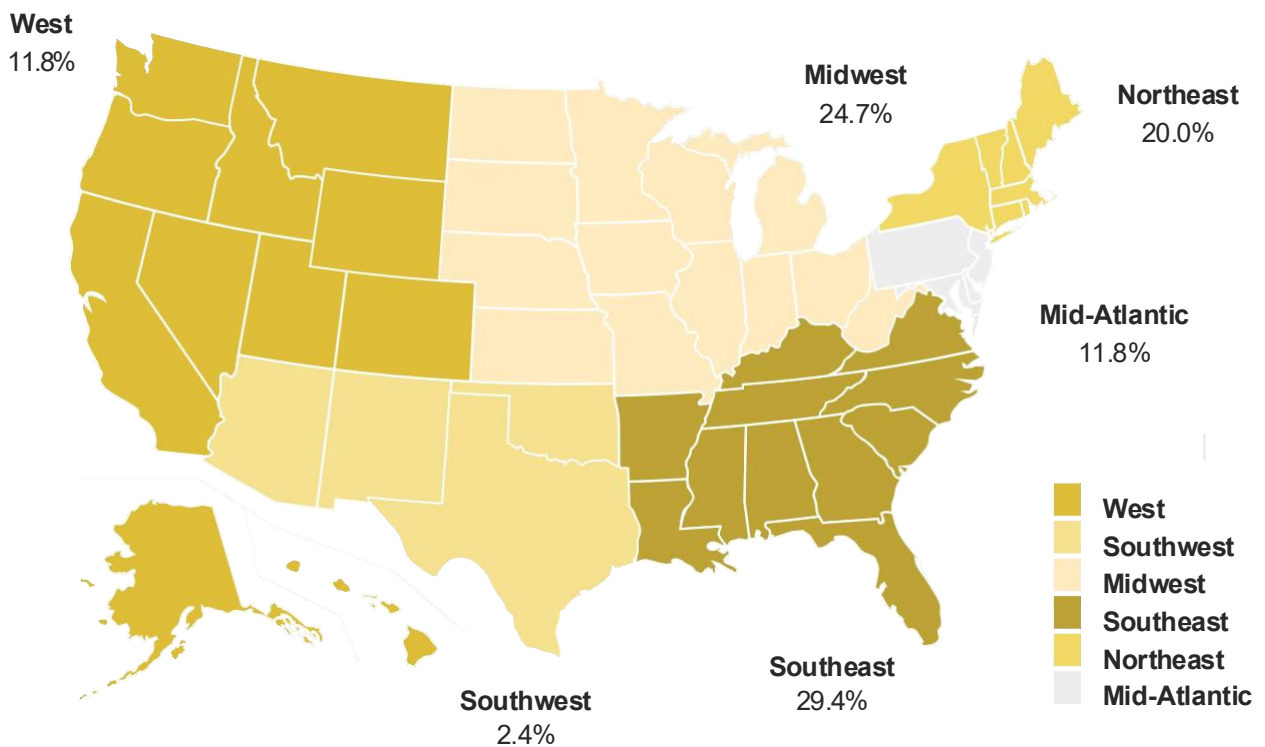 West
11.8%
Midwest
24.7%
Northeast
20.0%
Mid-Atlantic
11.8%
Southeast
29.4%
Southwest
2.4%
West
Southwest
Midwest
Southeast
Northeast
Mid-Atlantic